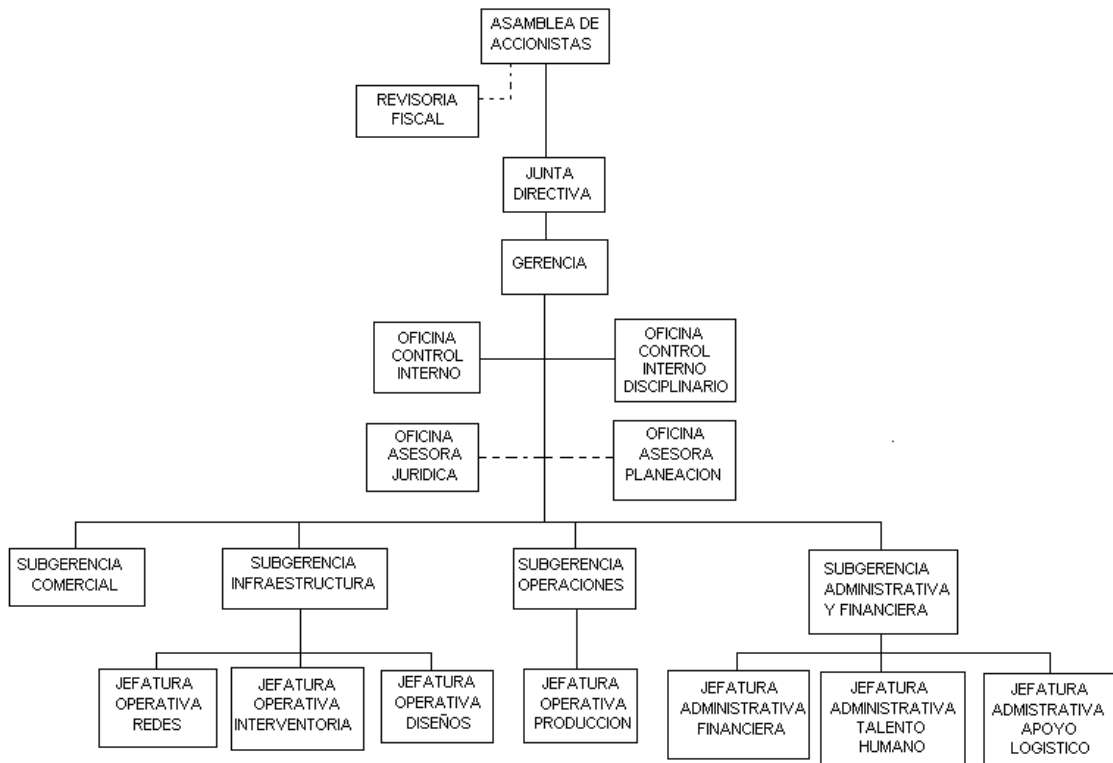 ASAMBLEA DE
ACCIONISTAS
REVISORIA
FISCAL
JUNTA
DIRECTIVA
GERENCIA
OFICINA
CONTROL
INTERNO
OFICINA
CONTROL
INTERNO
DISCIPLINARIO
OFICINA
ASESORA
JURIDICA
OFICINA
ASESORA
PLANEACION
SUBGERENCIA
COMERCIAL
SUBGERENCIA
INFRAESTRUCTURA
SUBGERENCIA
OPERACIONES
SUBGERENCIA
ADMINISTRATIVA
Y FINANCIERA
JEFATURA
OPERATIVA
REDES
JEFATURA
OPERATIVA
INTERVENTORIA
JEFATURA
OPERATIVA
DISEÑOS
JEFATURA
OPERATIVA
PRODUCCION
JEFATURA
ADMINISTRATIVA
FINANCIERA
JEFATURA
ADMINISTRATIVA
TALENTO
HUMANO
JEFATURA
ADMISTRATIVA
APOYO
LOGISTICO